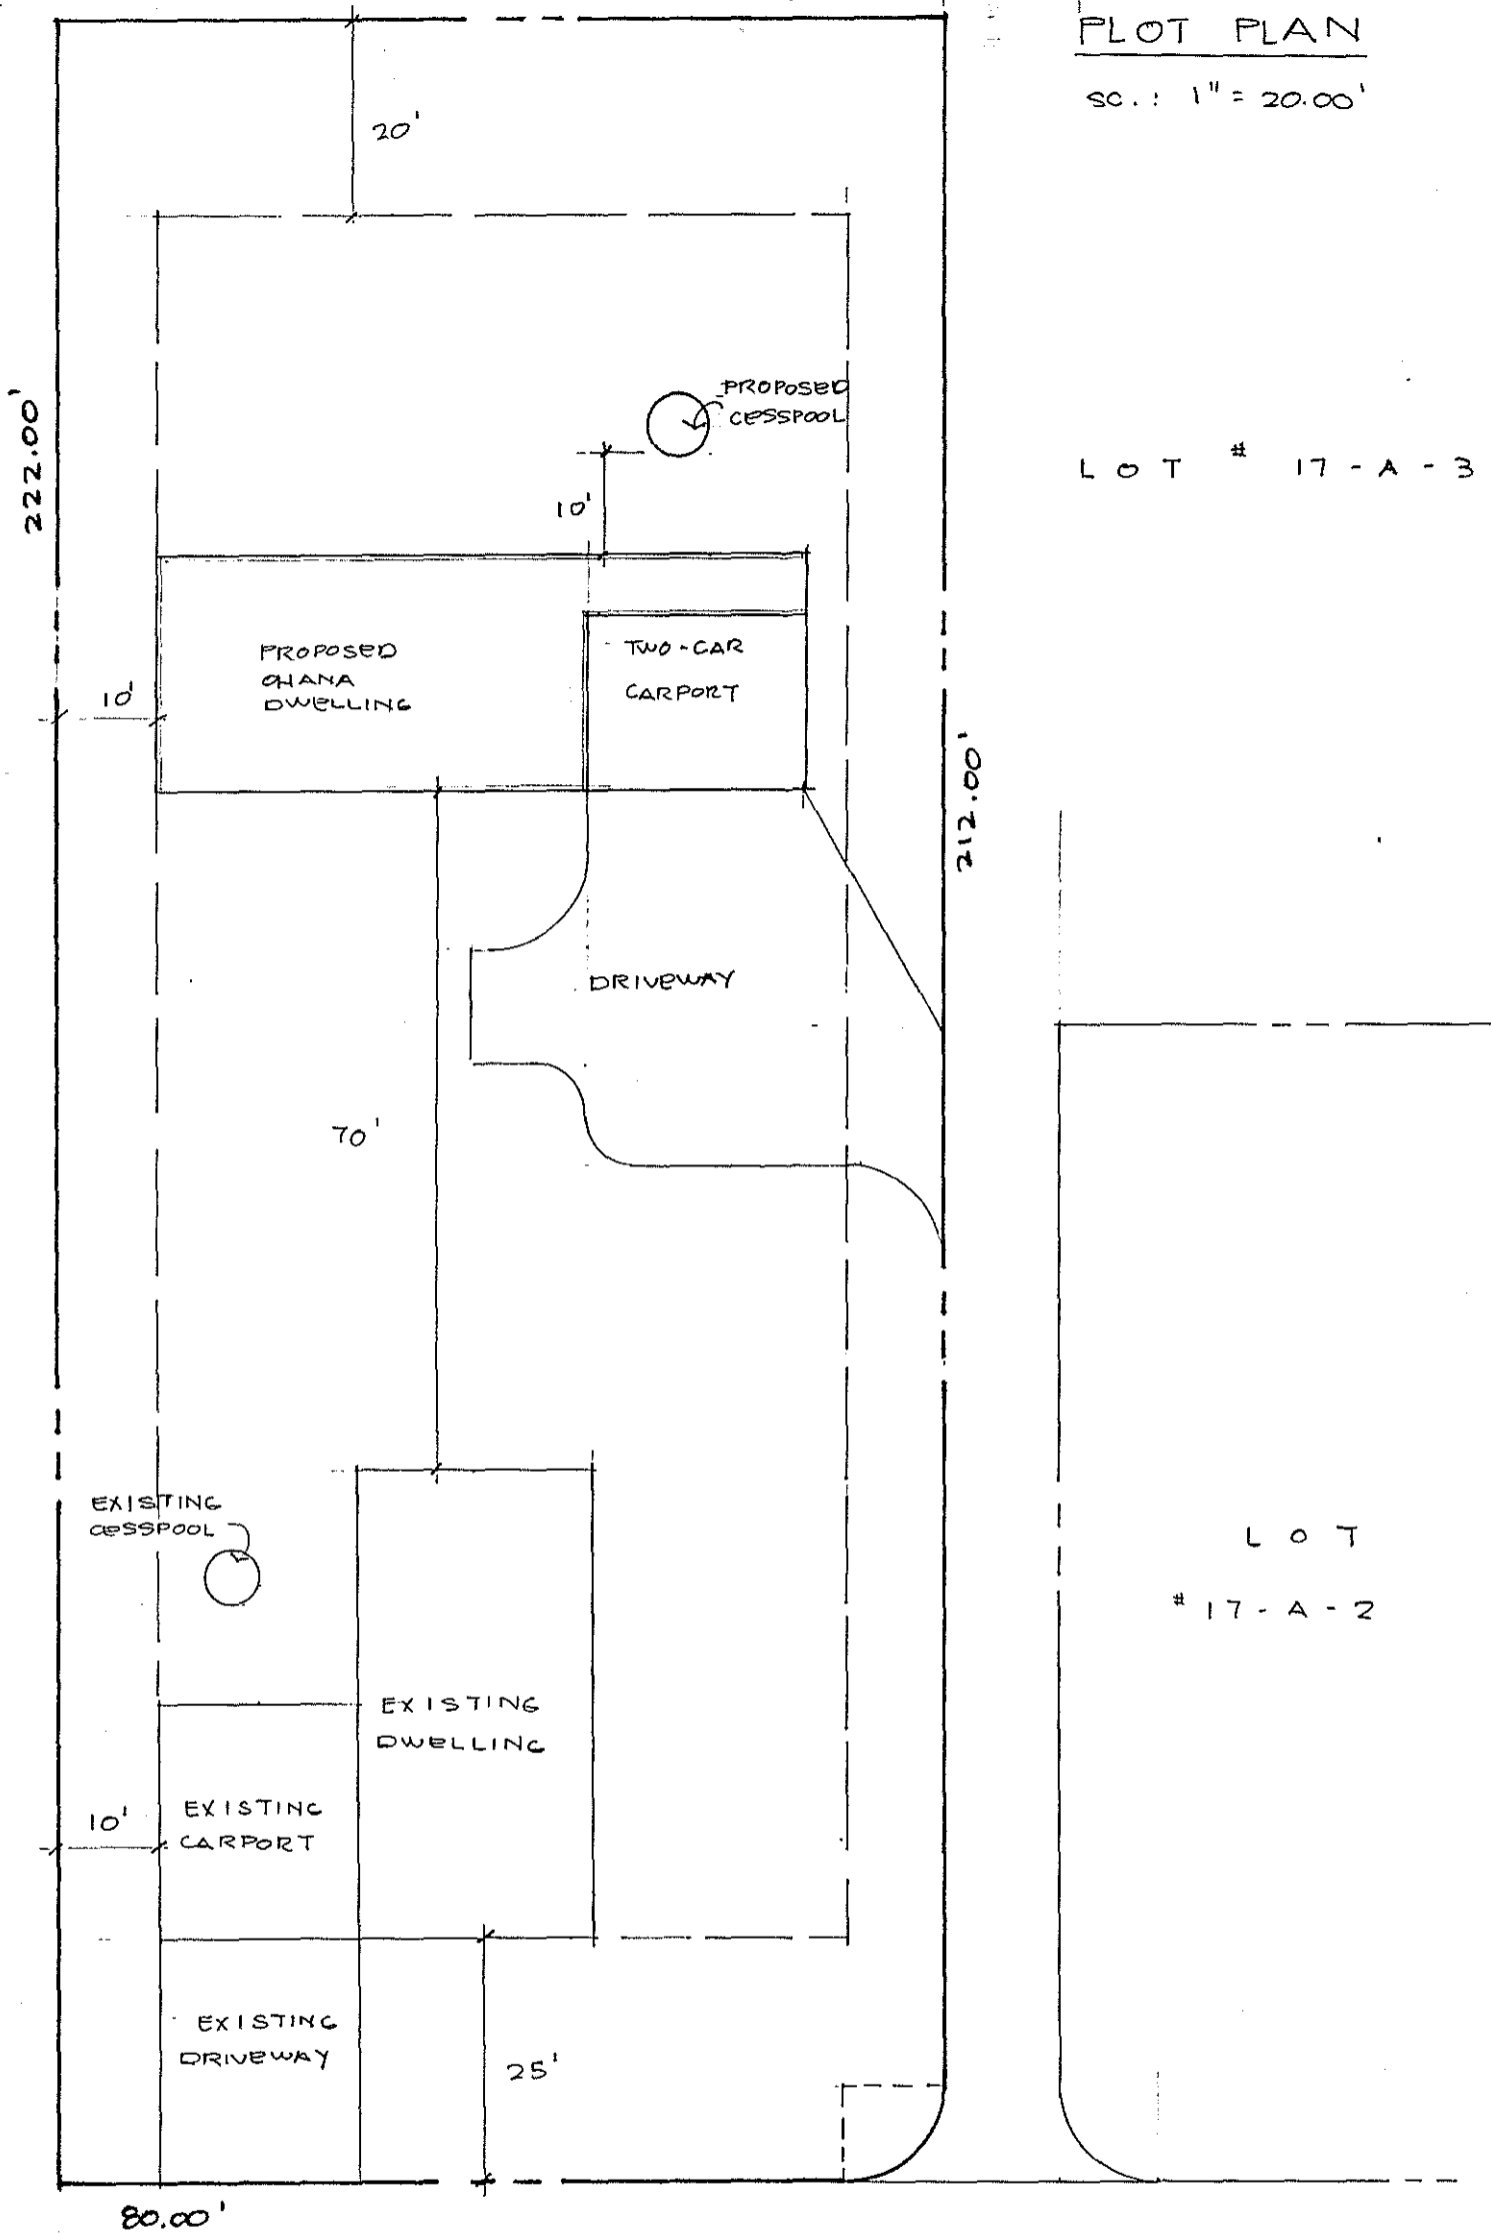 PLOT PLAN
SC.: 1" = 20.00'
20'
222.00'
PROPOSED
CESSPOOL
LOT # 17-A-3
10'
PROPOSED
OHANA
DWELLING
TWO-CAR
CARPORT
10'
212.00'
DRIVEWAY
70'
EXISTING
CESSPOOL
LOT
# 17-A-2
EXISTING
DWELLING
10'
EXISTING
CARPORT
EXISTING
DRIVEWAY
25'
80.00'